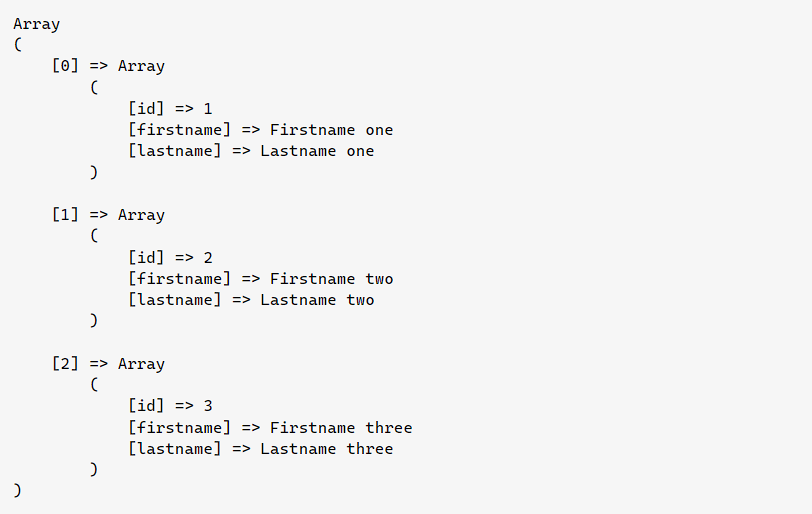 Array
(
    [0] => Array
        (
            [id] => 1
            [firstname] => Firstname one
            [lastname] => Lastname one
        )

    [1] => Array
        (
            [id] => 2
            [firstname] => Firstname two
            [lastname] => Lastname two
        )

    [2] => Array
        (
            [id] => 3
            [firstname] => Firstname three
            [lastname] => Lastname three
        )
)